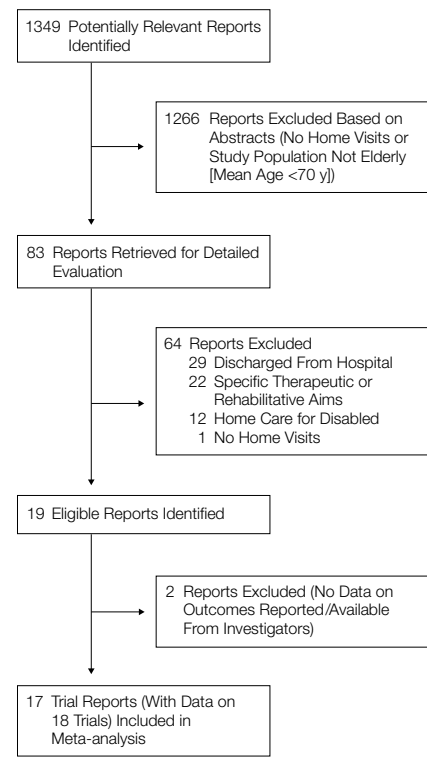 1349 Potentially Relevant Reports
Identified
1266 Reports Excluded Based on
Abstracts (No Home Visits or
Study Population Not Elderly
[Mean Age <70 y])
83 Reports Retrieved for Detailed
Evaluation
64 Reports Excluded
29 Discharged From Hospital
22 Specific Therapeutic or
Rehabilitative Aims
12 Home Care for Disabled
1 No Home Visits
19 Eligible Reports Identified
2 Reports Excluded (No Data on
Outcomes Reported/Available
From Investigators)
17 Trial Reports (With Data on
18 Trials) Included in
Meta-analysis